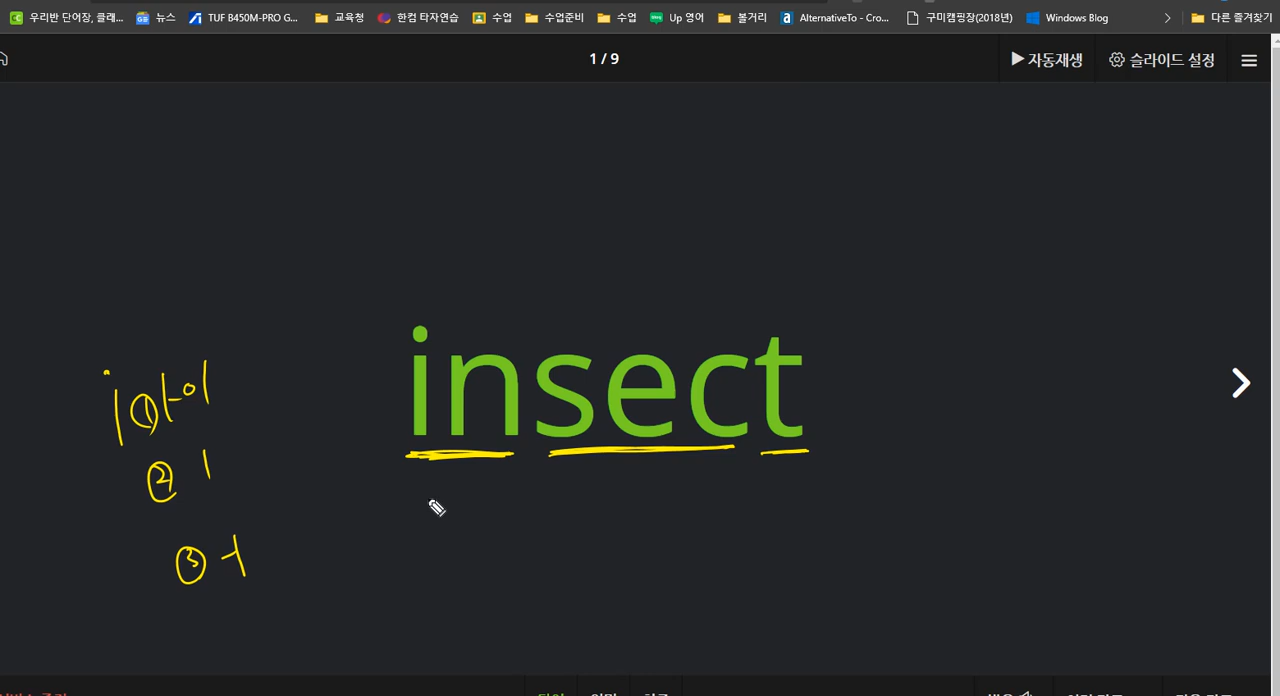 우리반 단어장, 클래... 뉴스 TUF B450M-PRO G... 교육청 한컴 타자연습 수업 수업준비 수업 Up 영어 볼거리 AlternativeTo - Cro... 구미캠핑장(2018년) Windows Blog 다른 즐겨찾기
1 / 9 자동재생 슬라이드 설정
insect
i ① ㅏ이
② ㅣ
③ ㅓ